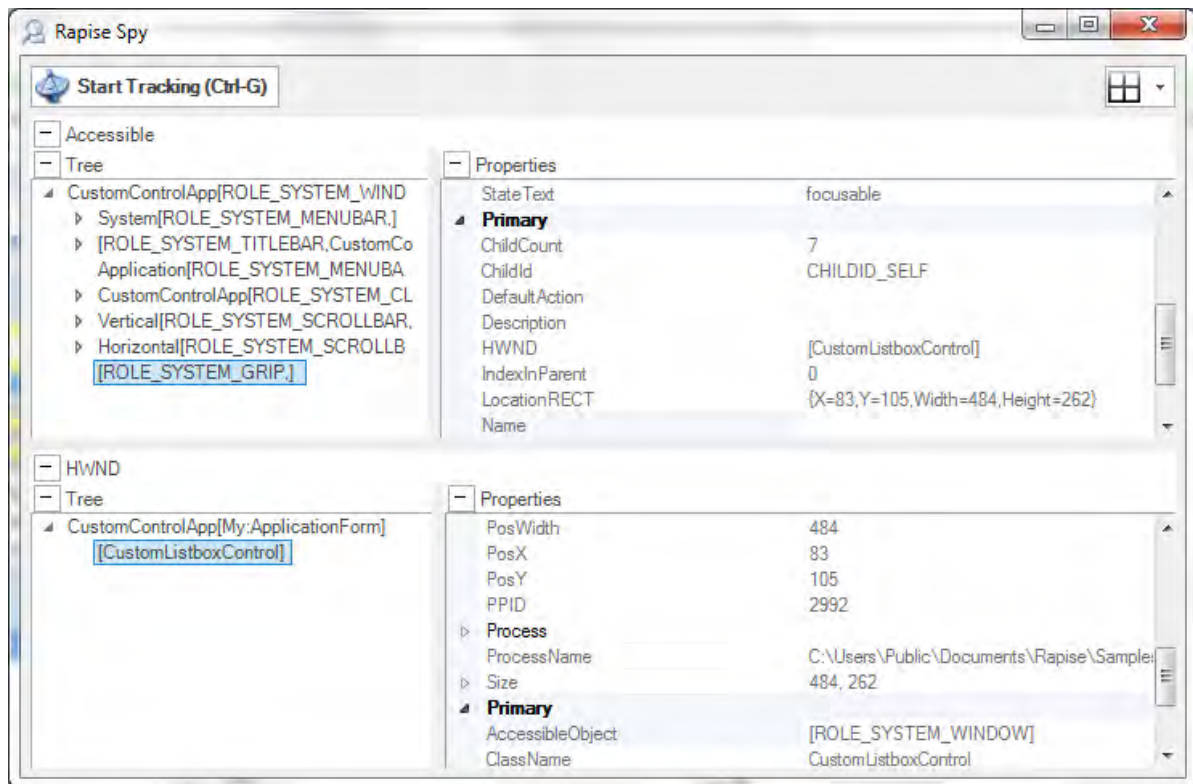 Rapise Spy
Start Tracking (Ctrl-G)
Accessible
Tree
CustomControlApp[ROLE_SYSTEM_WIND
System[ROLE_SYSTEM_MENUBAR,]
[ROLE_SYSTEM_TITLEBAR,CustomCo
Application[ROLE_SYSTEM_MENUBA
CustomControlApp[ROLE_SYSTEM_CL
Vertical[ROLE_SYSTEM_SCROLLBAR,
Horizontal[ROLE_SYSTEM_SCROLLB
[ROLE_SYSTEM_GRIP,]
Properties
StateText focusable
Primary
ChildCount 7
ChildId CHILDID_SELF
DefaultAction
Description
HWND [CustomListboxControl]
IndexInParent 0
LocationRECT {X=83,Y=105,Width=484,Height=262}
Name
HWND
Tree
CustomControlApp[My:ApplicationForm]
[CustomListboxControl]
Properties
PosWidth 484
PosX 83
PosY 105
PPID 2992
Process
ProcessName C:\Users\Public\Documents\Rapise\Sample
Size 484, 262
Primary
AccessibleObject [ROLE_SYSTEM_WINDOW]
ClassName CustomListboxControl